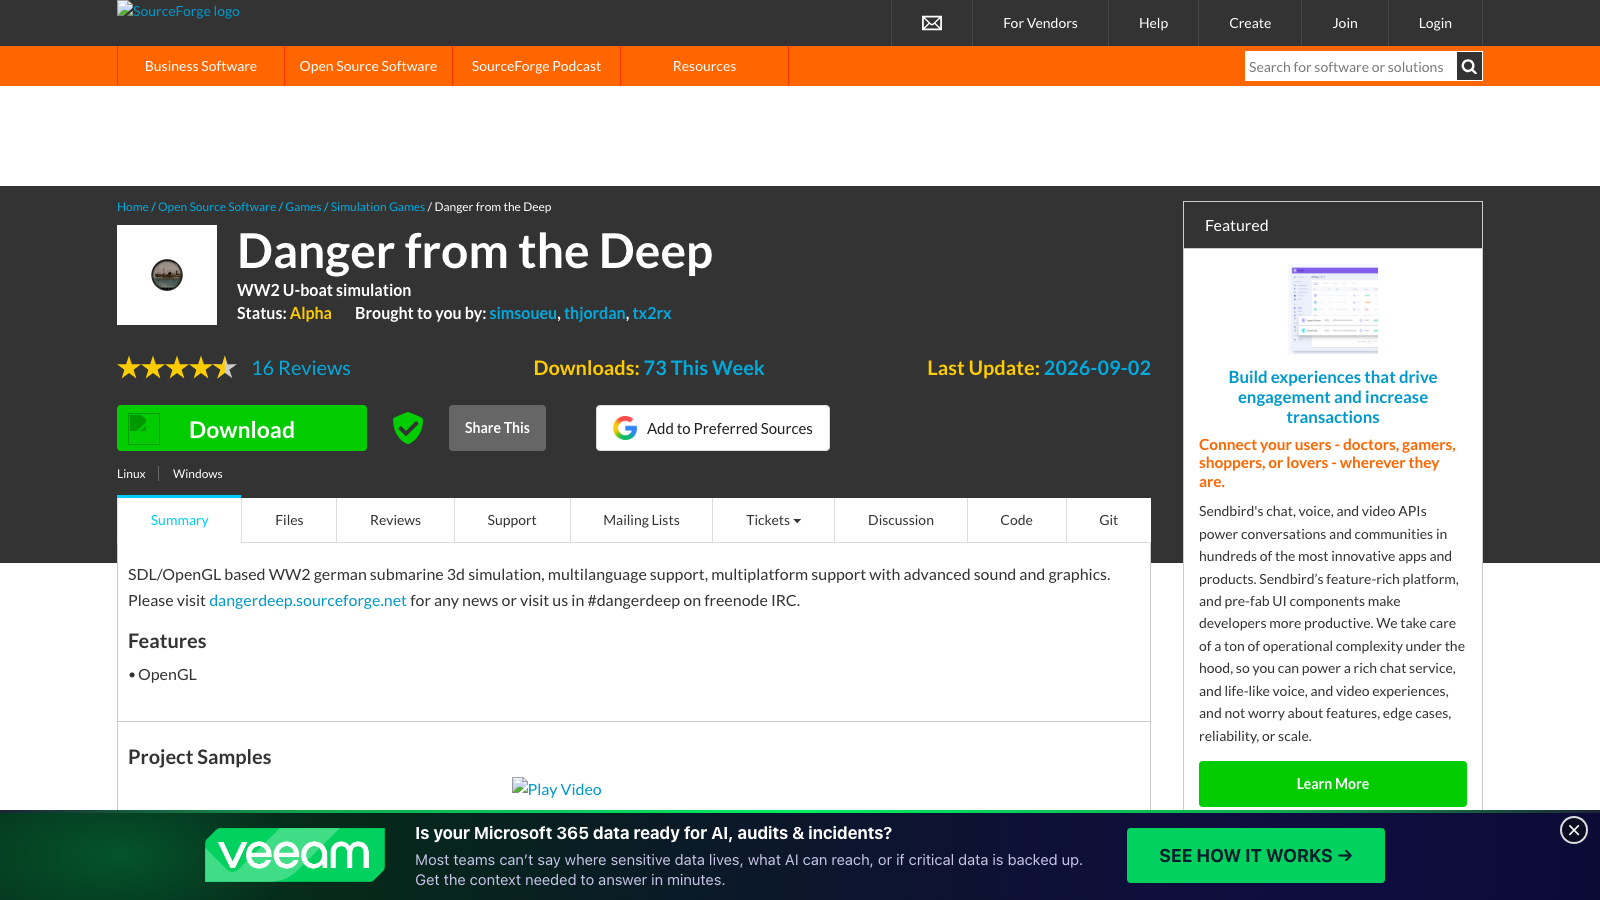 SourceForge logo
For Vendors
Help
Create
Join
Login
Business Software
Open Source Software
SourceForge Podcast
Resources
Search for software or solutions
Home / Open Source Software / Games / Simulation Games / Danger from the Deep
Danger from the Deep
WW2 U-boat simulation
Status: Alpha Brought to you by: simsoueu, thjordan, tx2rx
16 Reviews
Downloads: 73 This Week
Last Update: 2026-09-02
Download
Share This
Add to Preferred Sources
Linux
Windows
Summary
Files
Reviews
Support
Mailing Lists
Tickets
Discussion
Code
Git
SDL/OpenGL based WW2 german submarine 3d simulation, multilanguage support, multiplatform support with advanced sound and graphics.
Please visit dangerdeep.sourceforge.net for any news or visit us in #dangerdeep on freenode IRC.
Features
• OpenGL
Project Samples
Play Video
Featured
Build experiences that drive
engagement and increase
transactions
Connect your users - doctors, gamers,
shoppers, or lovers - wherever they
are.
Sendbird's chat, voice, and video APIs
power conversations and communities in
hundreds of the most innovative apps and
products. Sendbird’s feature-rich platform,
and pre-fab UI components make
developers more productive. We take care
of a ton of operational complexity under the
hood, so you can power a rich chat service,
and life-like voice, and video experiences,
and not worry about features, edge cases,
reliability, or scale.
Learn More
veeam
Is your Microsoft 365 data ready for AI, audits & incidents?
Most teams can’t say where sensitive data lives, what AI can reach, or if critical data is backed up.
Get the context needed to answer in minutes.
SEE HOW IT WORKS →